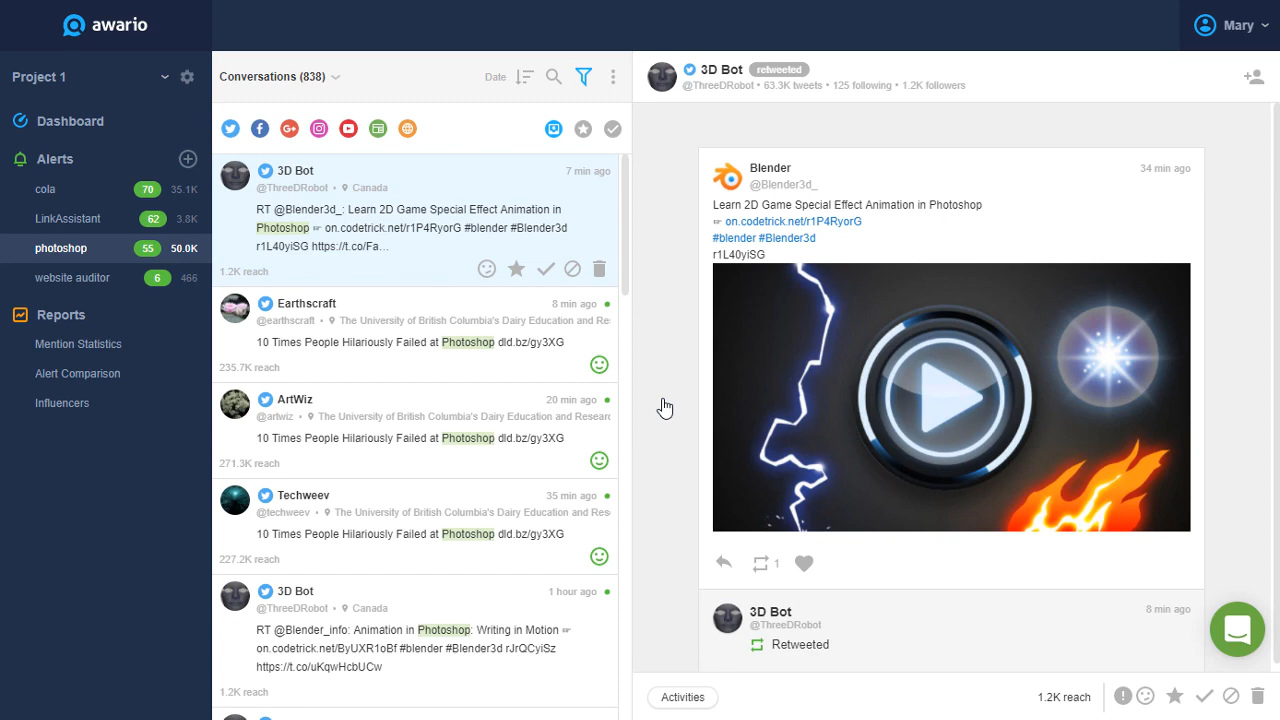 awario
Mary
Project 1
Dashboard
Alerts
cola 70 35.1K
LinkAssistant 62 3.8K
photoshop 55 50.0K
website auditor 6 466
Reports
Mention Statistics
Alert Comparison
Influencers
Conversations (838)
Date
3D Bot 7 min ago
@ThreeDRobot • Canada
RT @Blender3d_: Learn 2D Game Special Effect Animation in
Photoshop ☞ on.codetrick.net/r1P4RyorG #blender #Blender3d
r1L40yiSG https://t.co/Fa...
1.2K reach
Earthscraft 8 min ago
@earthscraft • The University of British Columbia's Dairy Education and Re
10 Times People Hilariously Failed at Photoshop dld.bz/gy3XG
235.7K reach
ArtWiz 20 min ago
@artwiz • The University of British Columbia's Dairy Education and Researc
10 Times People Hilariously Failed at Photoshop dld.bz/gy3XG
271.3K reach
Techweev 35 min ago
@techweev • The University of British Columbia's Dairy Education and Res
10 Times People Hilariously Failed at Photoshop dld.bz/gy3XG
227.2K reach
3D Bot 1 hour ago
@ThreeDRobot • Canada
RT @Blender_info: Animation in Photoshop: Writing in Motion ☞
on.codetrick.net/ByUXR1oBf #blender #Blender3d rJrQCyiSz
https://t.co/uKqwHcbUCw
1.2K reach
3D Bot retweeted
@ThreeDRobot • 63.3K tweets • 125 following • 1.2K followers
Blender 34 min ago
@Blender3d_
Learn 2D Game Special Effect Animation in Photoshop
☞ on.codetrick.net/r1P4RyorG
#blender #Blender3d
r1L40yiSG
1
3D Bot 8 min ago
@ThreeDRobot
Retweeted
Activities
1.2K reach